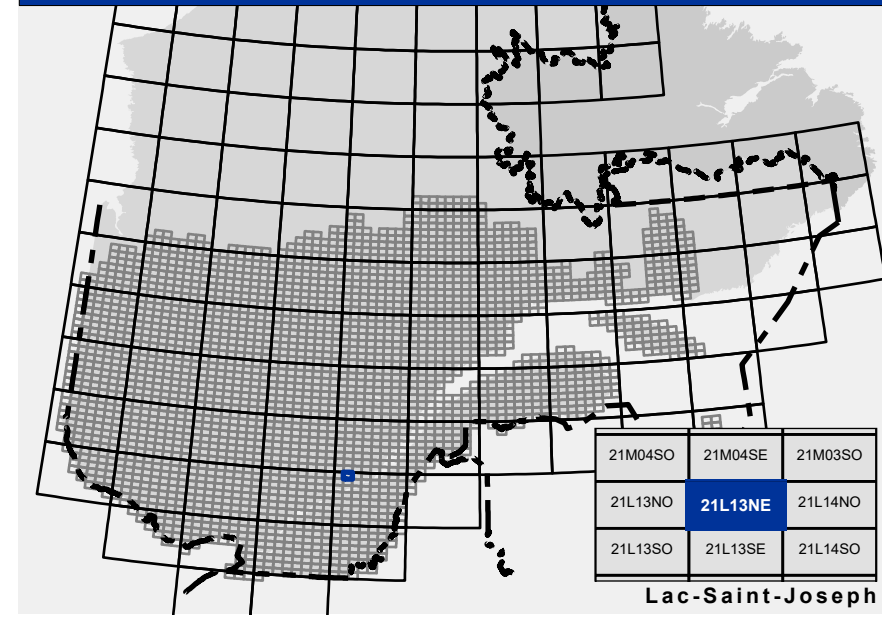 21M04SO 21M04SE 21M03SO
21L13NO 21L13NE 21L14NO
21L13SO 21L13SE 21L14SO
Lac-Saint-Joseph